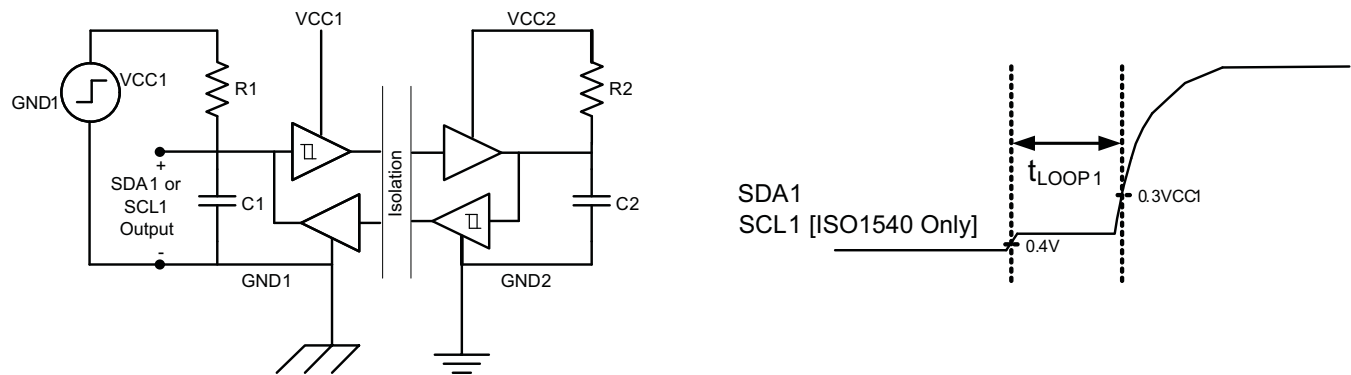 VCC1
VCC2
VCC1
GND1
R1
R2
SDA1 or
SCL1
Output
+
-
C1
Isolation
C2
GND1
GND2
tLOOP1
SDA1
SCL1 [ISO1540 Only]
0.3VCC1
0.4V